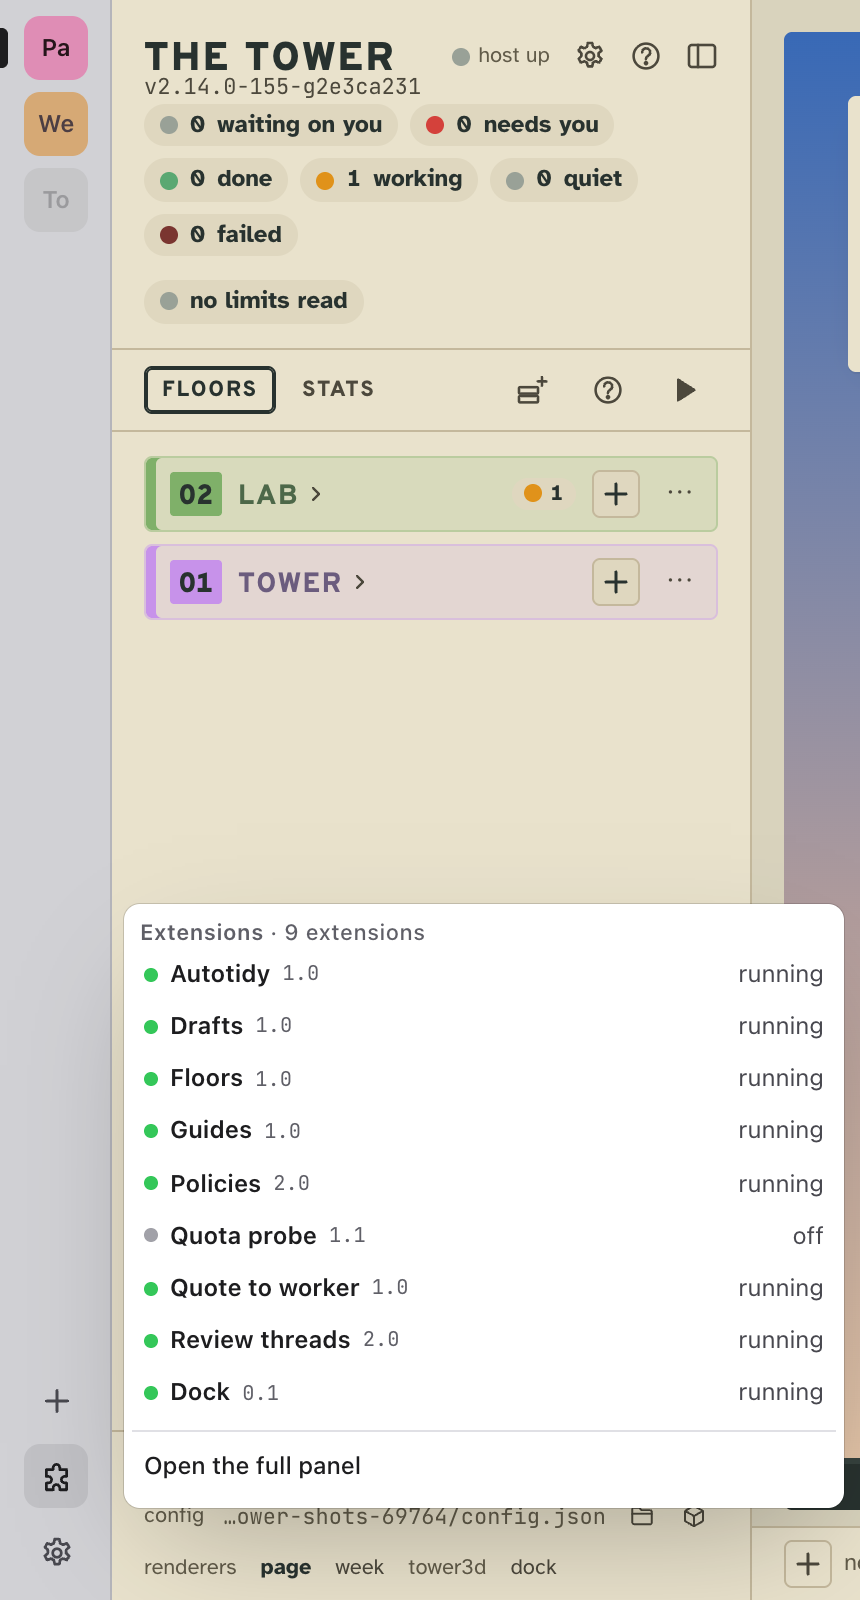 Pa
We
To
THE TOWER
host up
v2.14.0-155-g2e3ca231
0 waiting on you
0 needs you
0 done
1 working
0 quiet
0 failed
no limits read
FLOORS
STATS
02 LAB
1
01 TOWER
Extensions · 9 extensions
Autotidy 1.0 running
Drafts 1.0 running
Floors 1.0 running
Guides 1.0 running
Policies 2.0 running
Quota probe 1.1 off
Quote to worker 1.0 running
Review threads 2.0 running
Dock 0.1 running
Open the full panel
config …ower-shots-69764/config.json
renderers page week tower3d dock